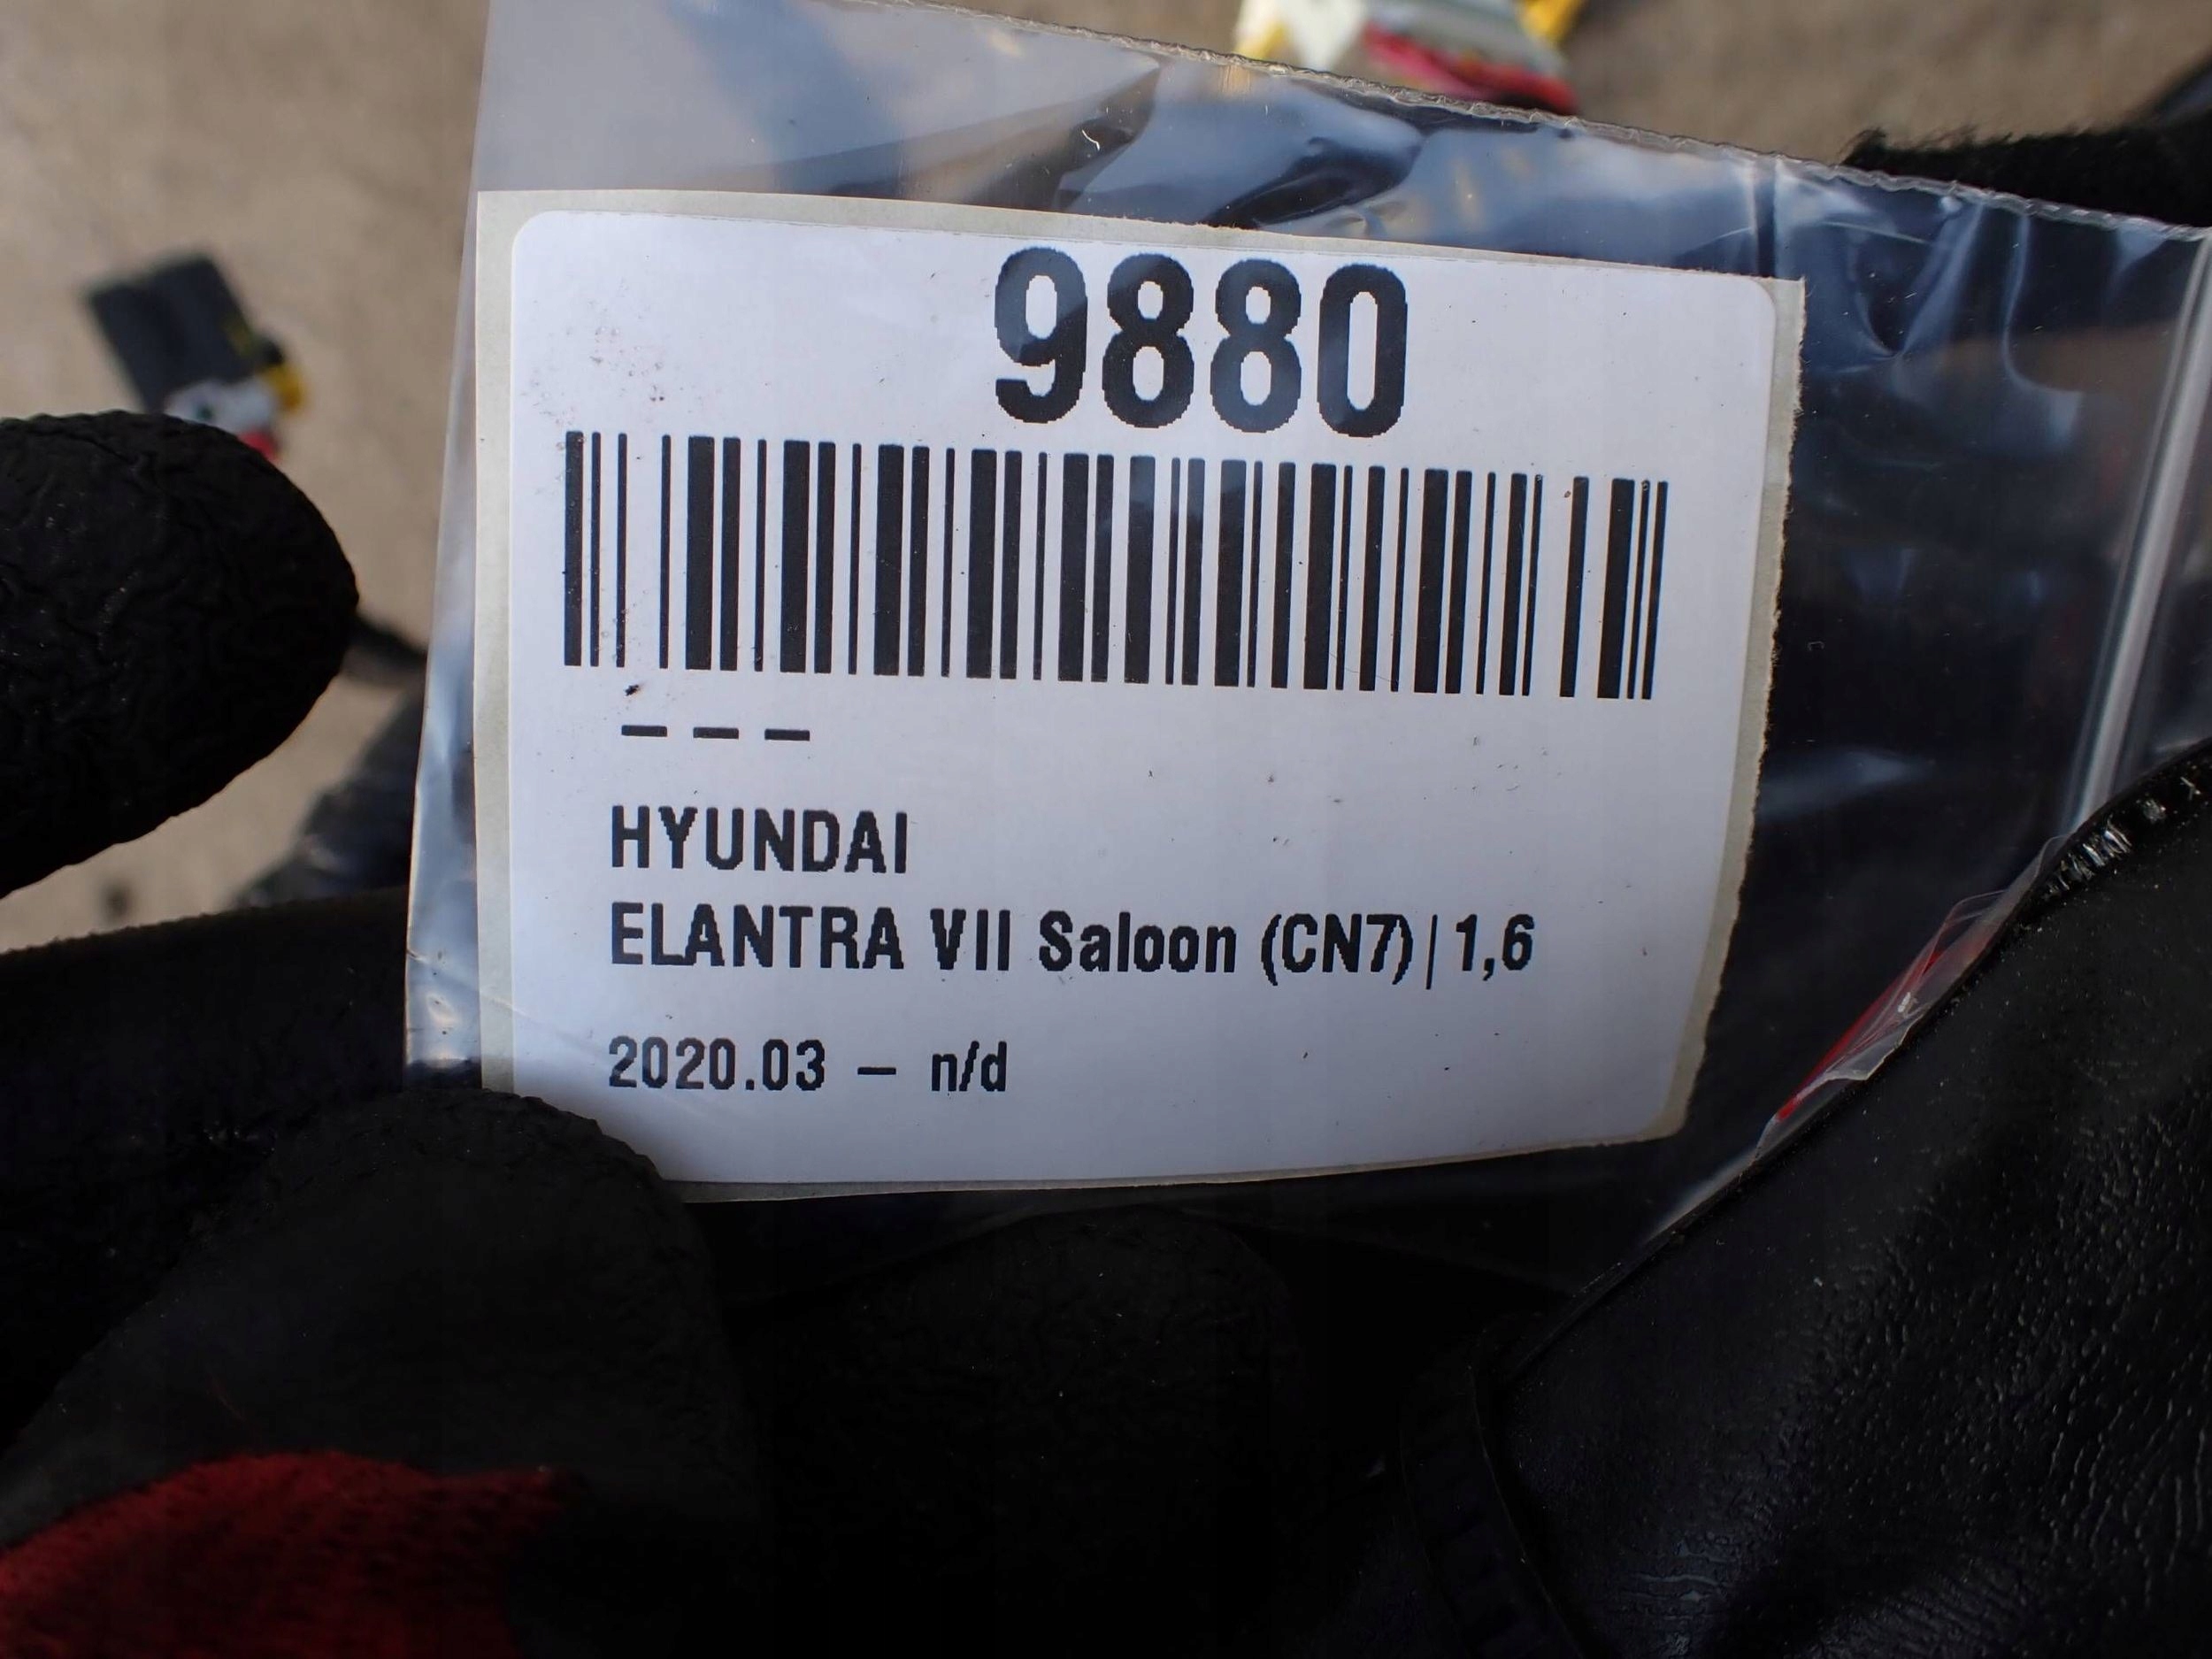 9880
– – –
HYUNDAI
ELANTRA VII Saloon (CN7)|1,6
2020.03 – n/d